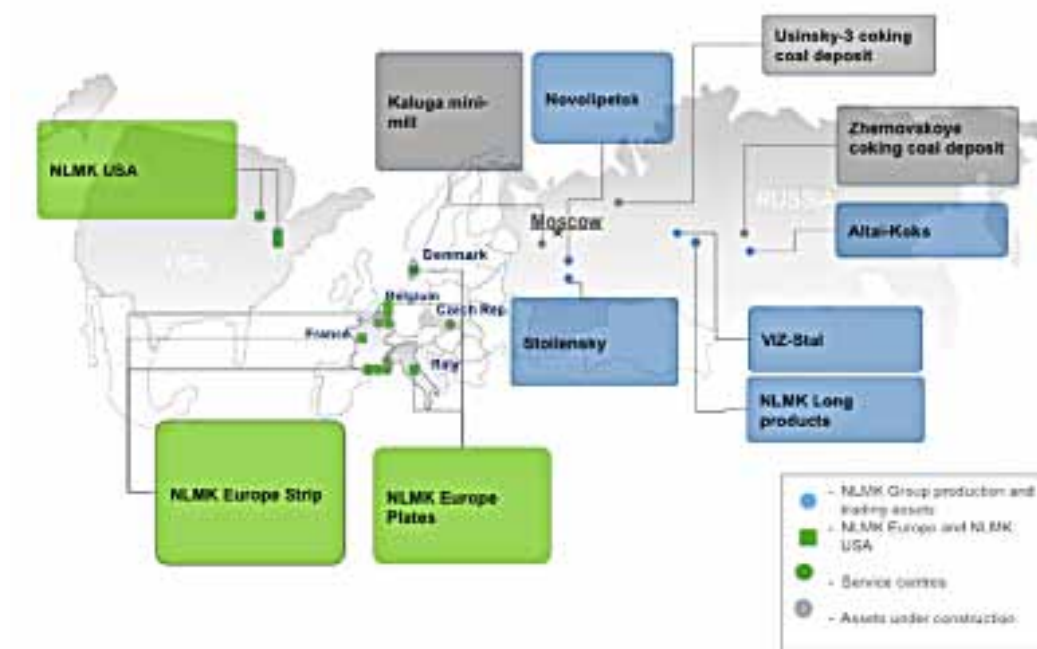 Usinsky-3 coking
coal deposit
Kaluga mini-
mill
Novolipetsk
Zhernovskoye
coking coal deposit
NLMK USA
RUSSIA
Moscow
Altai-Koks
Denmark
Belgium
Czech Rep
France
Stoilensky
VIZ-Stal
Italy
NLMK Long
products
NLMK Europe Strip
NLMK Europe
Plates
- NLMK Group production and
trading assets
- NLMK Europe and NLMK
USA
- Service centres
- Assets under construction